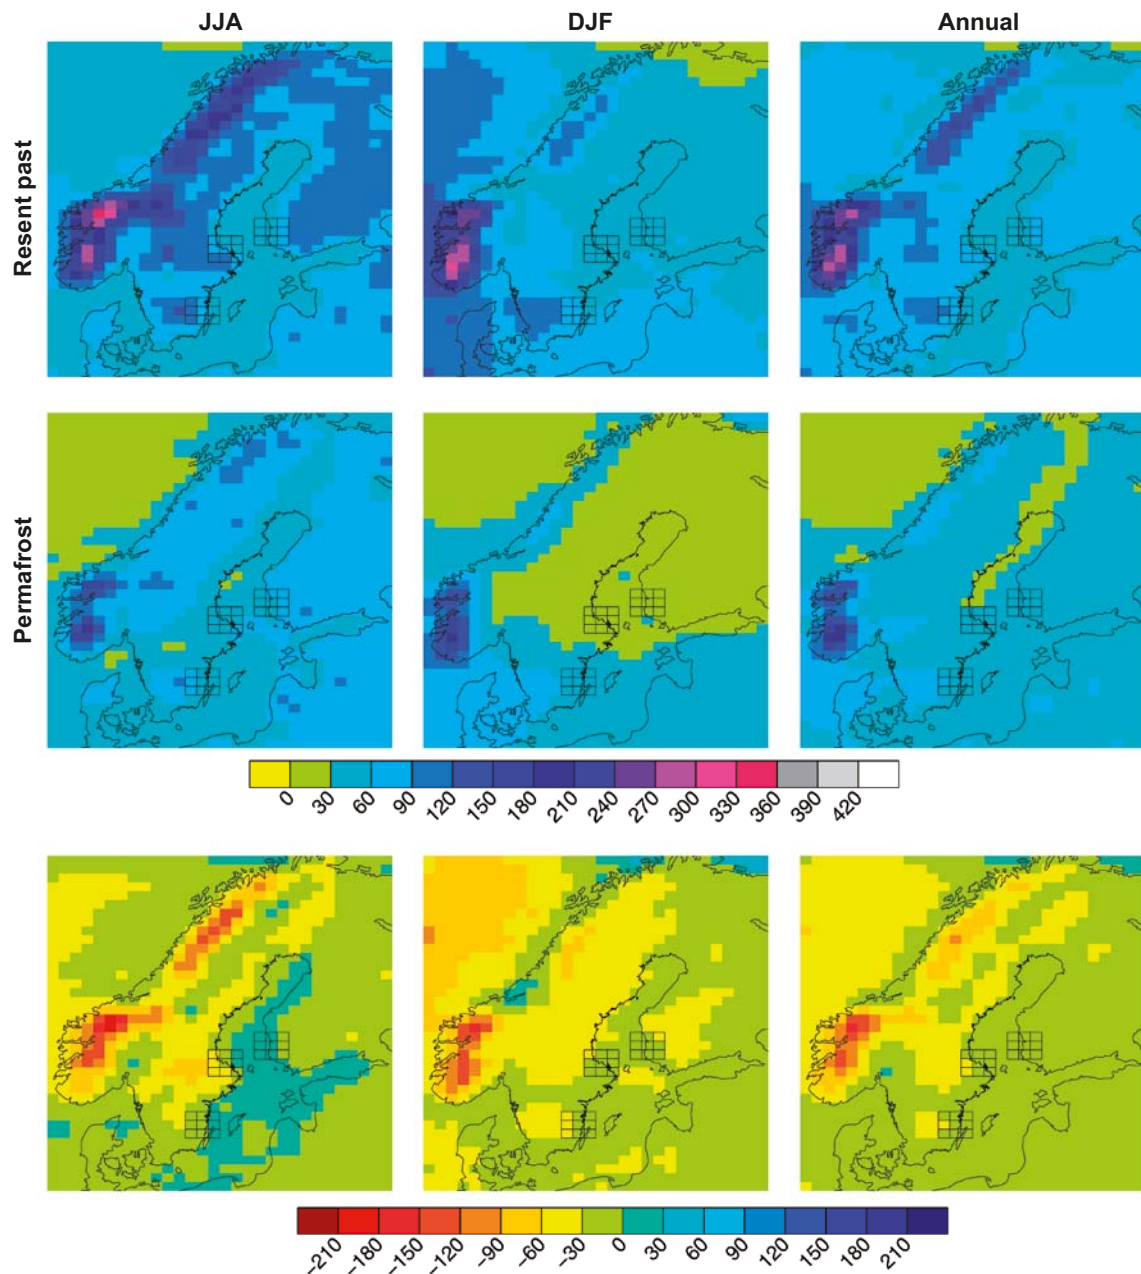 JJA DJF Annual
Resent past
Permafrost
0 30 60 90 120 150 180 210 240 270 300 330 360 390 420
−210 −180 −150 −120 −90 −60 −30 0 30 60 90 120 150 180 210